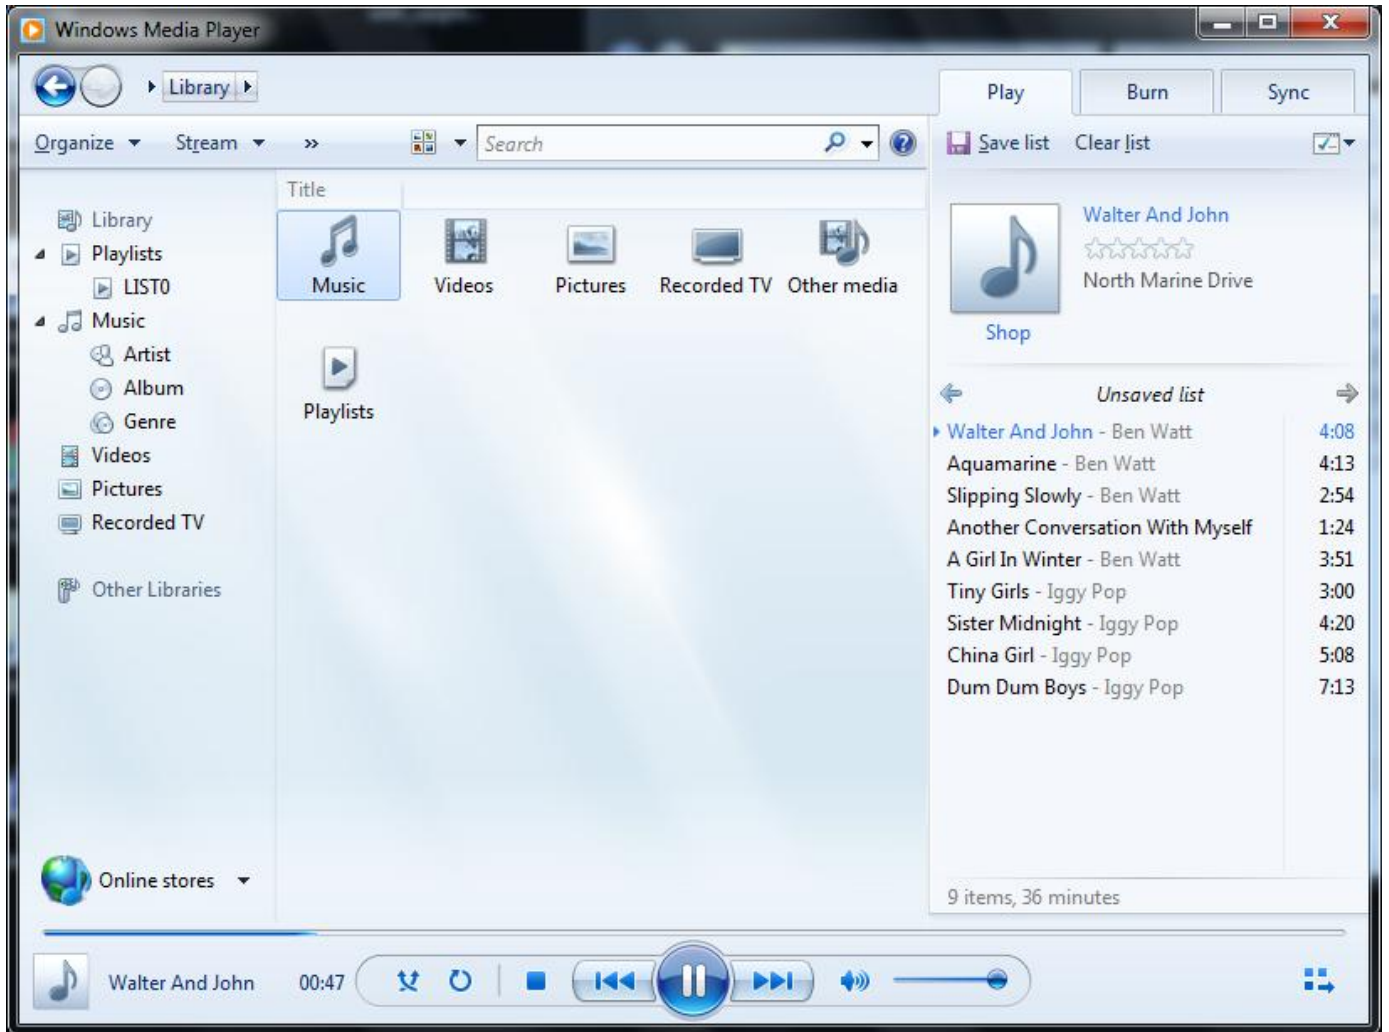 Windows Media Player
Library
Play Burn Sync
Organize Stream » Search
Save list Clear list
Title
Library
Playlists
LIST0
Music
Artist
Album
Genre
Videos
Pictures
Recorded TV
Other Libraries
Online stores
Music Videos Pictures Recorded TV Other media
Playlists
Walter And John
North Marine Drive
Shop
Unsaved list
Walter And John - Ben Watt 4:08
Aquamarine - Ben Watt 4:13
Slipping Slowly - Ben Watt 2:54
Another Conversation With Myself 1:24
A Girl In Winter - Ben Watt 3:51
Tiny Girls - Iggy Pop 3:00
Sister Midnight - Iggy Pop 4:20
China Girl - Iggy Pop 5:08
Dum Dum Boys - Iggy Pop 7:13
9 items, 36 minutes
Walter And John 00:47